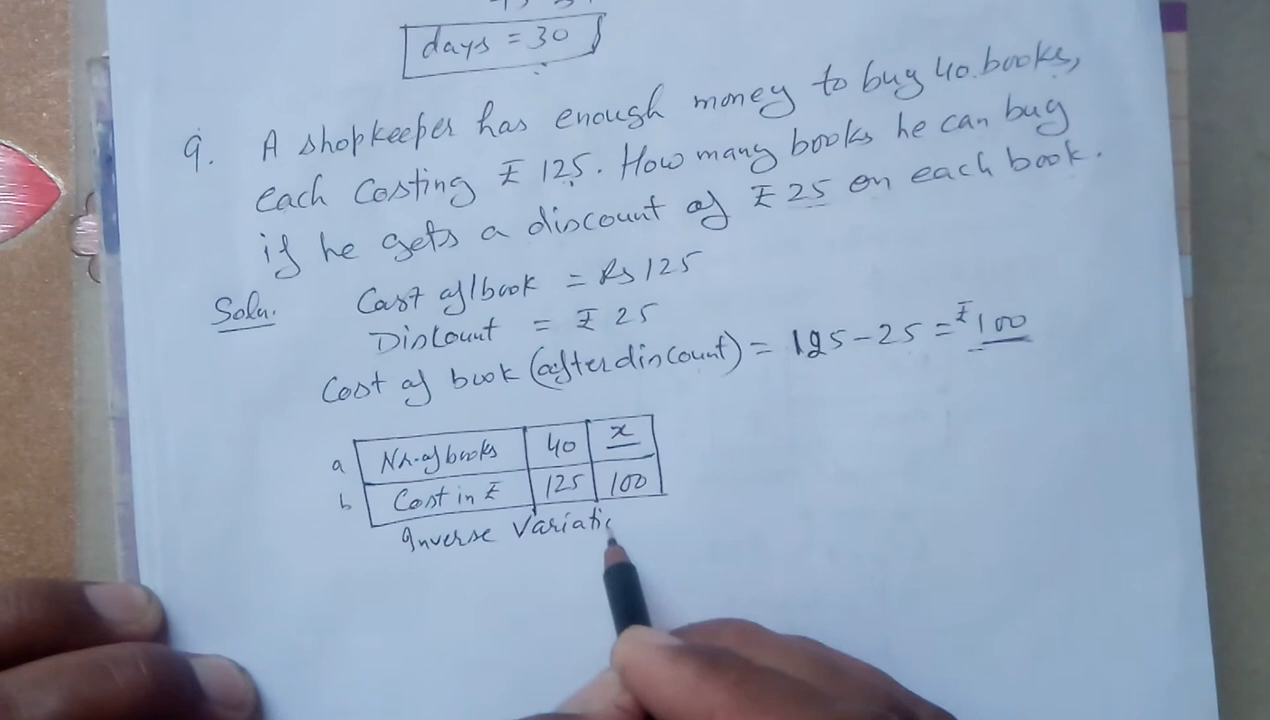 days = 30
9. A shopkeeper has enough money to buy 40 books,
each costing ₹ 125. How many books he can buy
if he gets a discount of ₹ 25 on each book.
Soln. Cost of 1 book = Rs 125
Discount = ₹ 25
Cost of book (after discount) = 125 - 25 = ₹ 100
a No. of books 40 x
b Cost in ₹ 125 100
Inverse Variatio